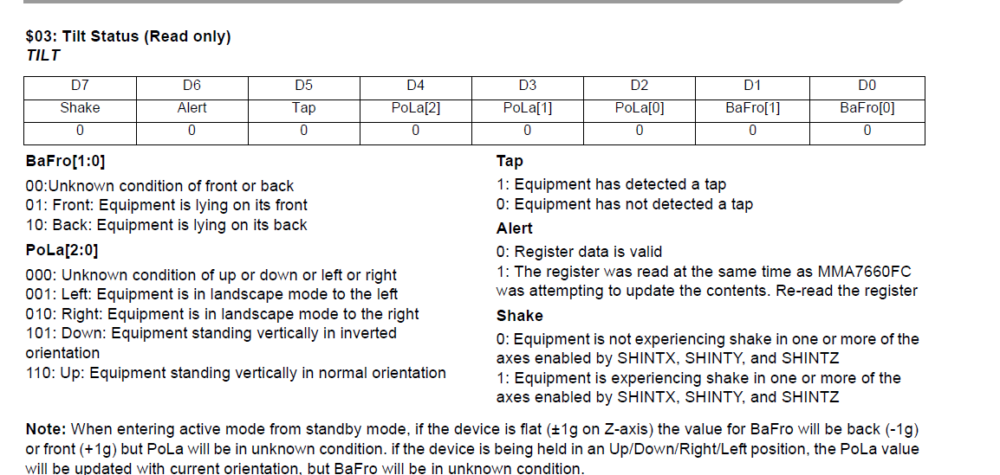 $03: Tilt Status (Read only)
TILT
D7 D6 D5 D4 D3 D2 D1 D0
Shake Alert Tap PoLa[2] PoLa[1] PoLa[0] BaFro[1] BaFro[0]
0 0 0 0 0 0 0 0
BaFro[1:0]
00:Unknown condition of front or back
01: Front: Equipment is lying on its front
10: Back: Equipment is lying on its back
PoLa[2:0]
000: Unknown condition of up or down or left or right
001: Left: Equipment is in landscape mode to the left
010: Right: Equipment is in landscape mode to the right
101: Down: Equipment standing vertically in inverted
orientation
110: Up: Equipment standing vertically in normal orientation
Tap
1: Equipment has detected a tap
0: Equipment has not detected a tap
Alert
0: Register data is valid
1: The register was read at the same time as MMA7660FC
was attempting to update the contents. Re-read the register
Shake
0: Equipment is not experiencing shake in one or more of the
axes enabled by SHINTX, SHINTY, and SHINTZ
1: Equipment is experiencing shake in one or more of the
axes enabled by SHINTX, SHINTY, and SHINTZ
Note: When entering active mode from standby mode, if the device is flat (±1g on Z-axis) the value for BaFro will be back (-1g)
or front (+1g) but PoLa will be in unknown condition. if the device is being held in an Up/Down/Right/Left position, the PoLa value
will be updated with current orientation, but BaFro will be in unknown condition.